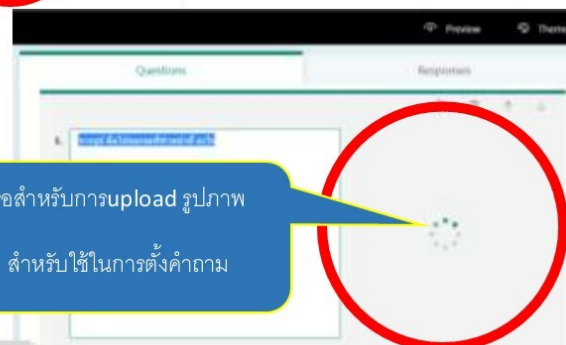 Preview Theme
Questions Responses
1.
อสำหรับการupload รูปภาพ
สำหรับใช้ในการตั้งคำถาม